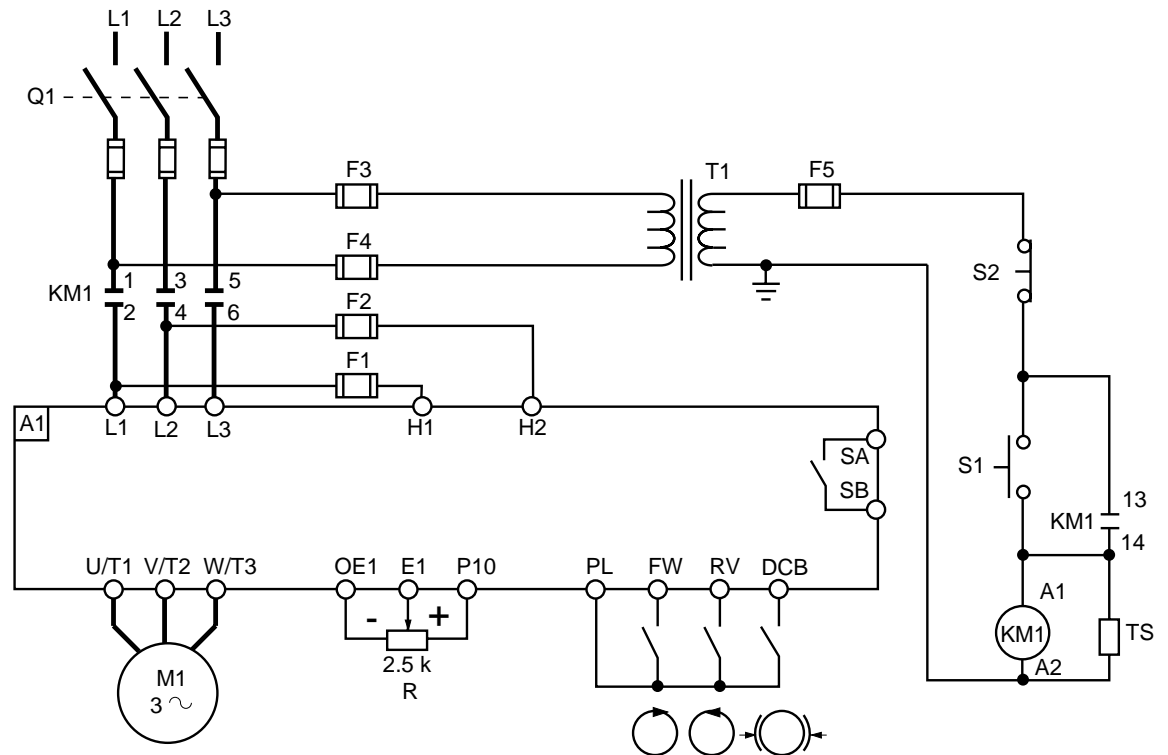 L1 L2 L3
Q1
F3 T1 F5
F4
S2
KM1 1 3 5
2 4 6
F2
F1
A1
L1 L2 L3 H1 H2
SA
SB
S1
KM1 13
14
U/T1 V/T2 W/T3 OE1 E1 P10 PL FW RV DCB
- +
2.5 k
R
A1
KM1 TS
A2
M1
3